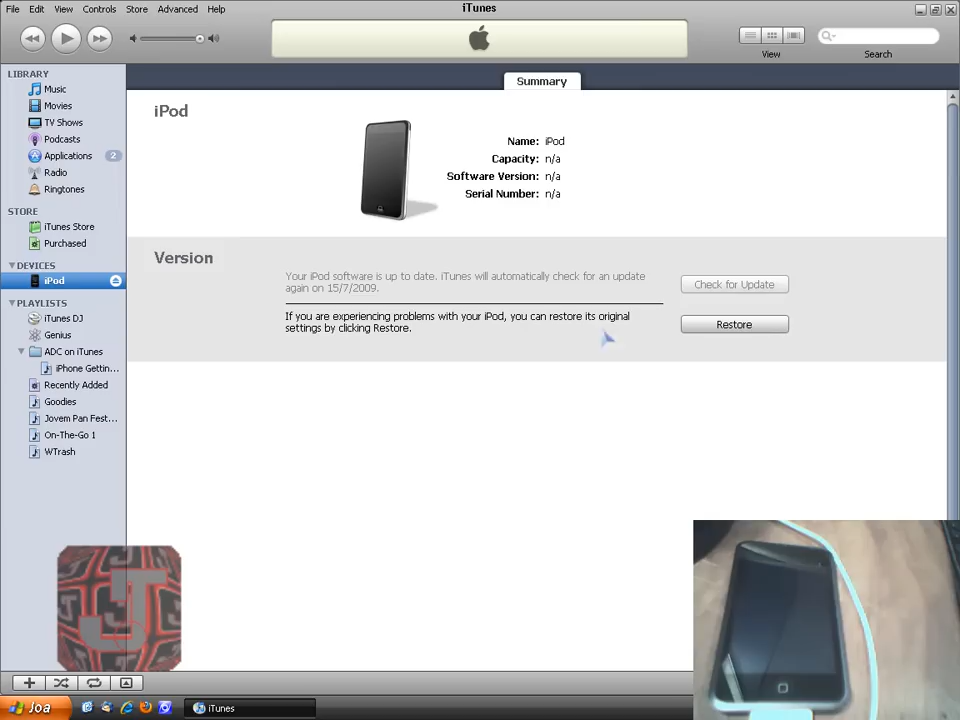 File Edit View Controls Store Advanced Help
iTunes
View
Search
LIBRARY
Music
Movies
TV Shows
Podcasts
Applications 2
Radio
Ringtones
STORE
iTunes Store
Purchased
DEVICES
iPod
PLAYLISTS
iTunes DJ
Genius
ADC on iTunes
iPhone Gettin...
Recently Added
Goodies
Jovem Pan Fest...
On-The-Go 1
WTrash
Summary
iPod
Name: iPod
Capacity: n/a
Software Version: n/a
Serial Number: n/a
Version
Your iPod software is up to date. iTunes will automatically check for an update
again on 15/7/2009.
Check for Update
If you are experiencing problems with your iPod, you can restore its original
settings by clicking Restore.
Restore
Joa
iTunes